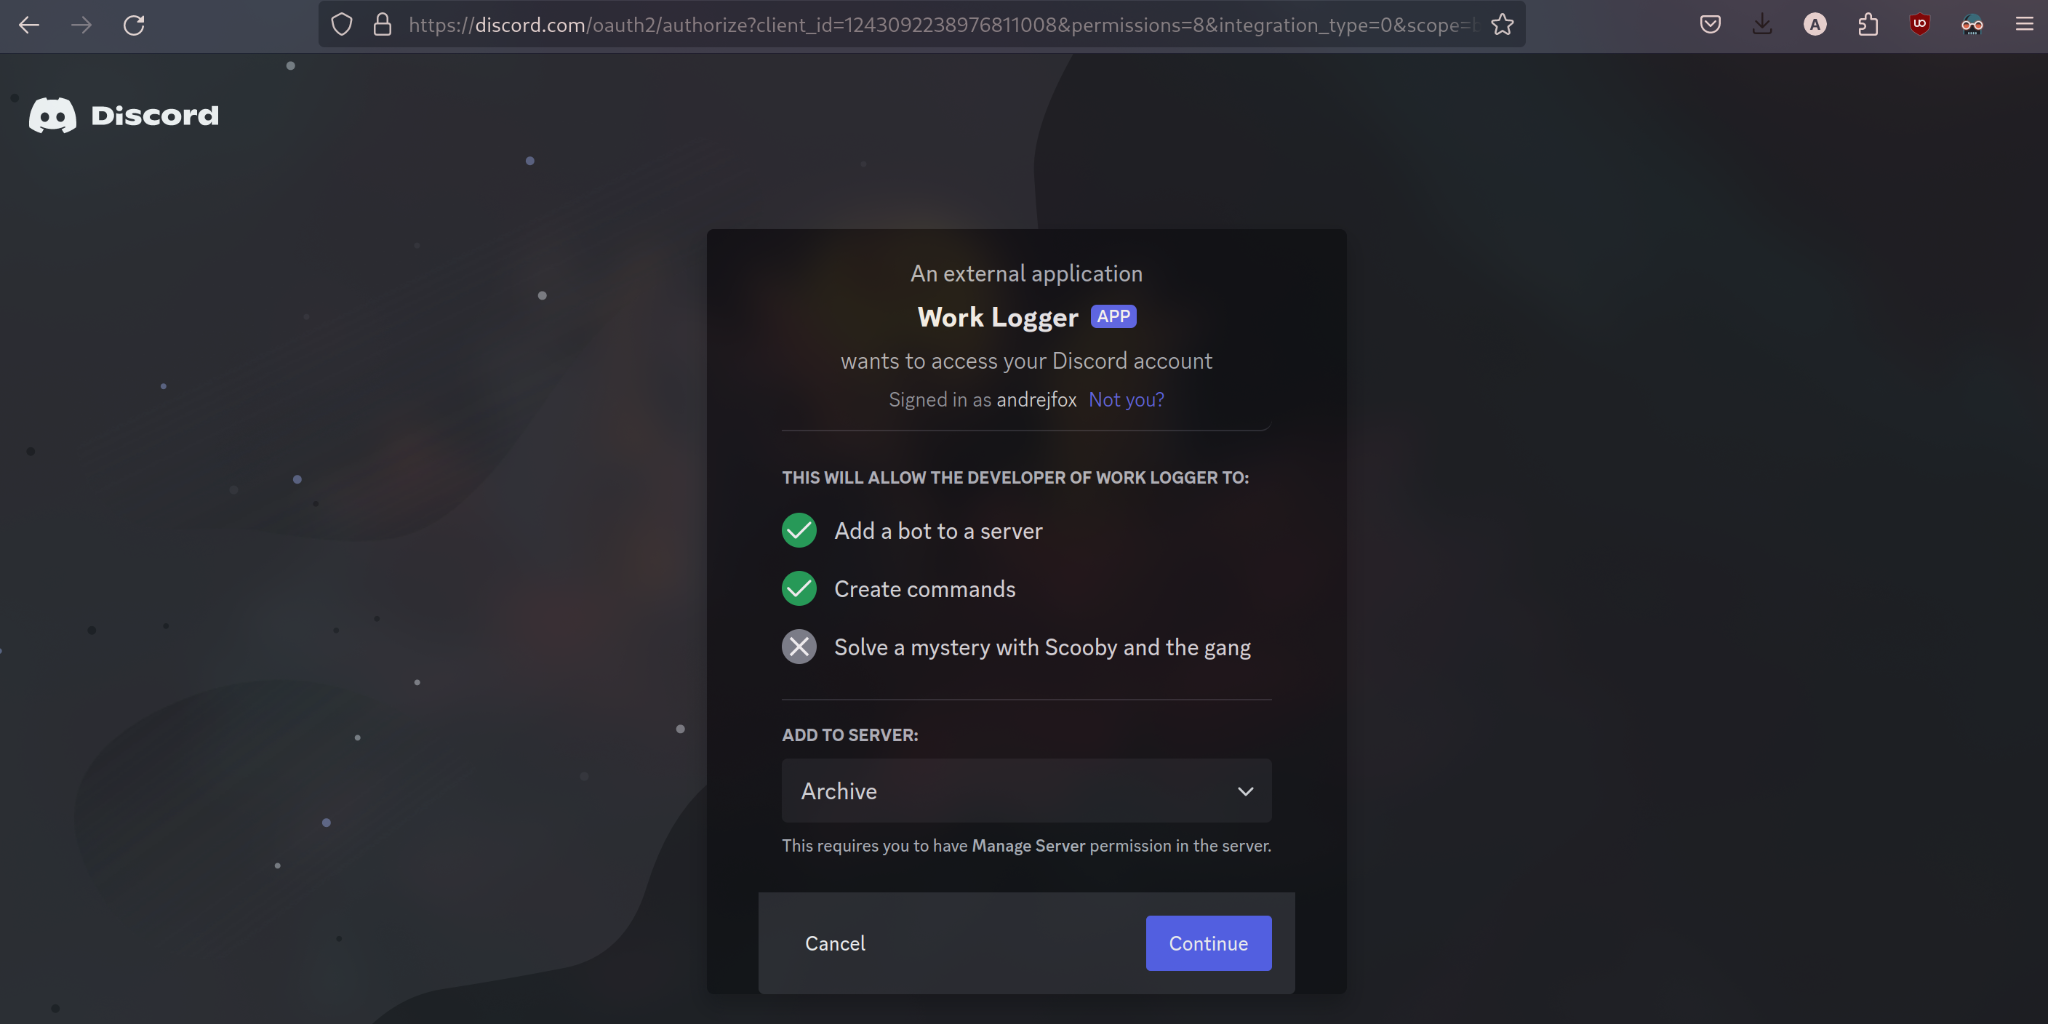 https://discord.com/oauth2/authorize?client_id=1243092238976811008&permissions=8&integration_type=0&scope=
A
Discord
An external application
Work Logger APP
wants to access your Discord account
Signed in as andrejfox Not you?
THIS WILL ALLOW THE DEVELOPER OF WORK LOGGER TO:
Add a bot to a server
Create commands
Solve a mystery with Scooby and the gang
ADD TO SERVER:
Archive
This requires you to have Manage Server permission in the server.
Cancel
Continue